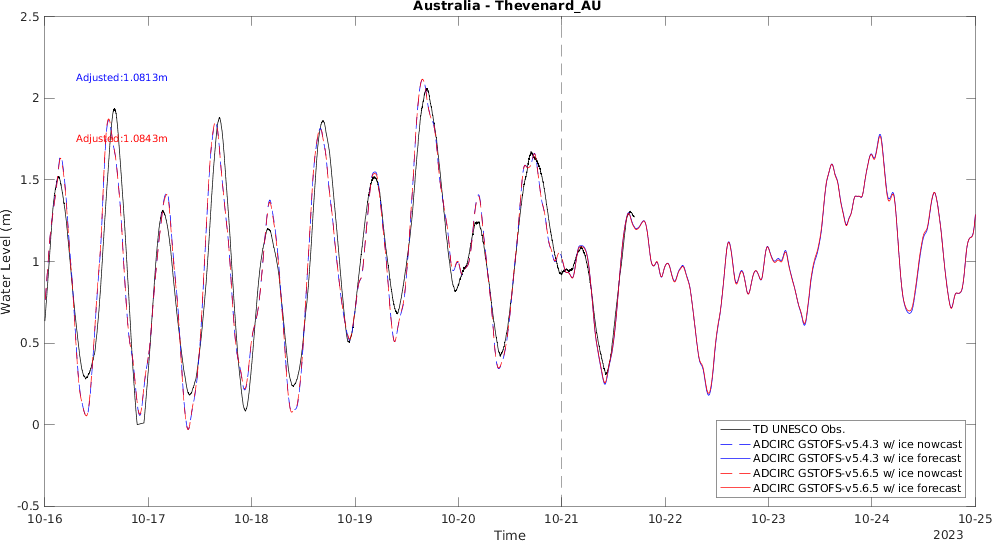 Australia - Thevenard_AU
2.5
2
1.5
1
0.5
0
-0.5
Water Level (m)
Adjusted:1.0813m
Adjusted:1.0843m
TD UNESCO Obs.
ADCIRC GSTOFS-v5.4.3 w/ ice nowcast
ADCIRC GSTOFS-v5.4.3 w/ ice forecast
ADCIRC GSTOFS-v5.6.5 w/ ice nowcast
ADCIRC GSTOFS-v5.6.5 w/ ice forecast
10-16 10-17 10-18 10-19 10-20 10-21 10-22 10-23 10-24 10-25
Time
2023